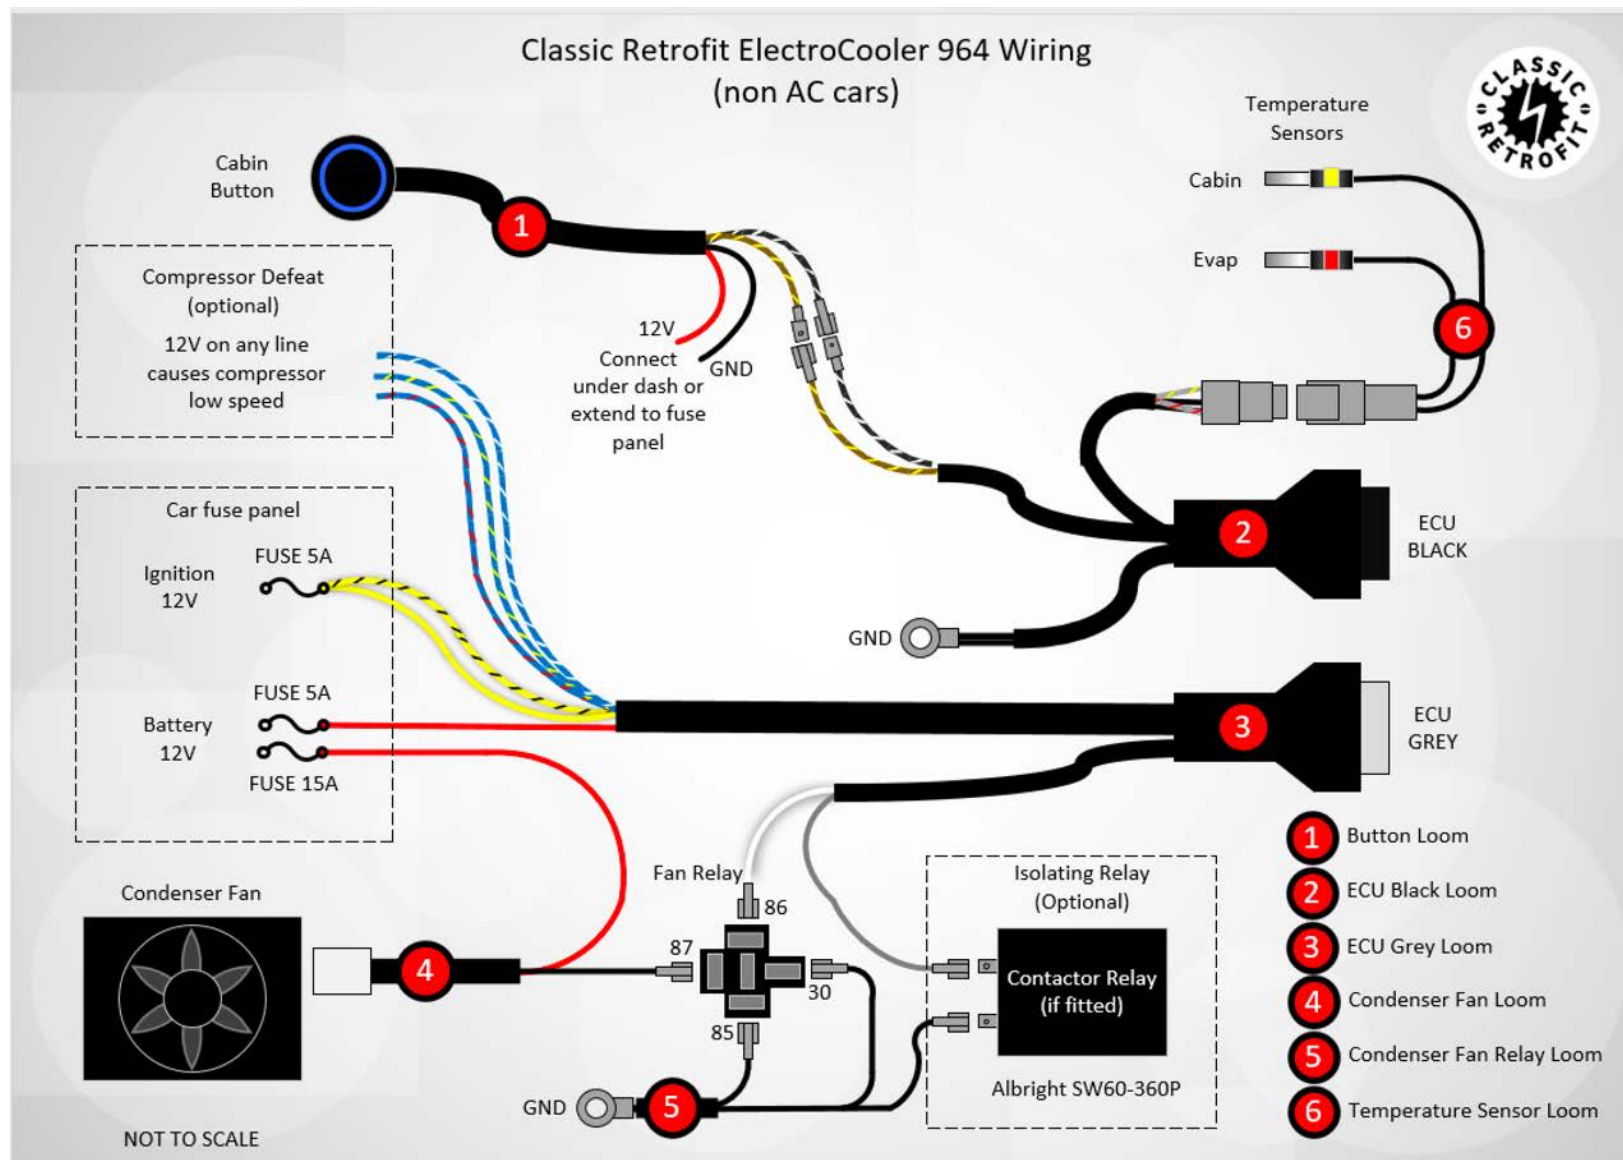 Classic Retrofit ElectroCooler 964 Wiring
(non AC cars)
CLASSIC
RETROFIT
Temperature
Sensors
Cabin
Evap
6
Cabin
Button
1
12V
GND
Connect
under dash or
extend to fuse
panel
Compressor Defeat
(optional)
12V on any line
causes compressor
low speed
Car fuse panel
FUSE 5A
Ignition
12V
FUSE 5A
Battery
12V
FUSE 15A
2
ECU
BLACK
GND
3
ECU
GREY
Condenser Fan
4
NOT TO SCALE
Fan Relay
86
87
30
85
GND
5
Isolating Relay
(Optional)
Contactor Relay
(if fitted)
Albright SW60-360P
1 Button Loom
2 ECU Black Loom
3 ECU Grey Loom
4 Condenser Fan Loom
5 Condenser Fan Relay Loom
6 Temperature Sensor Loom